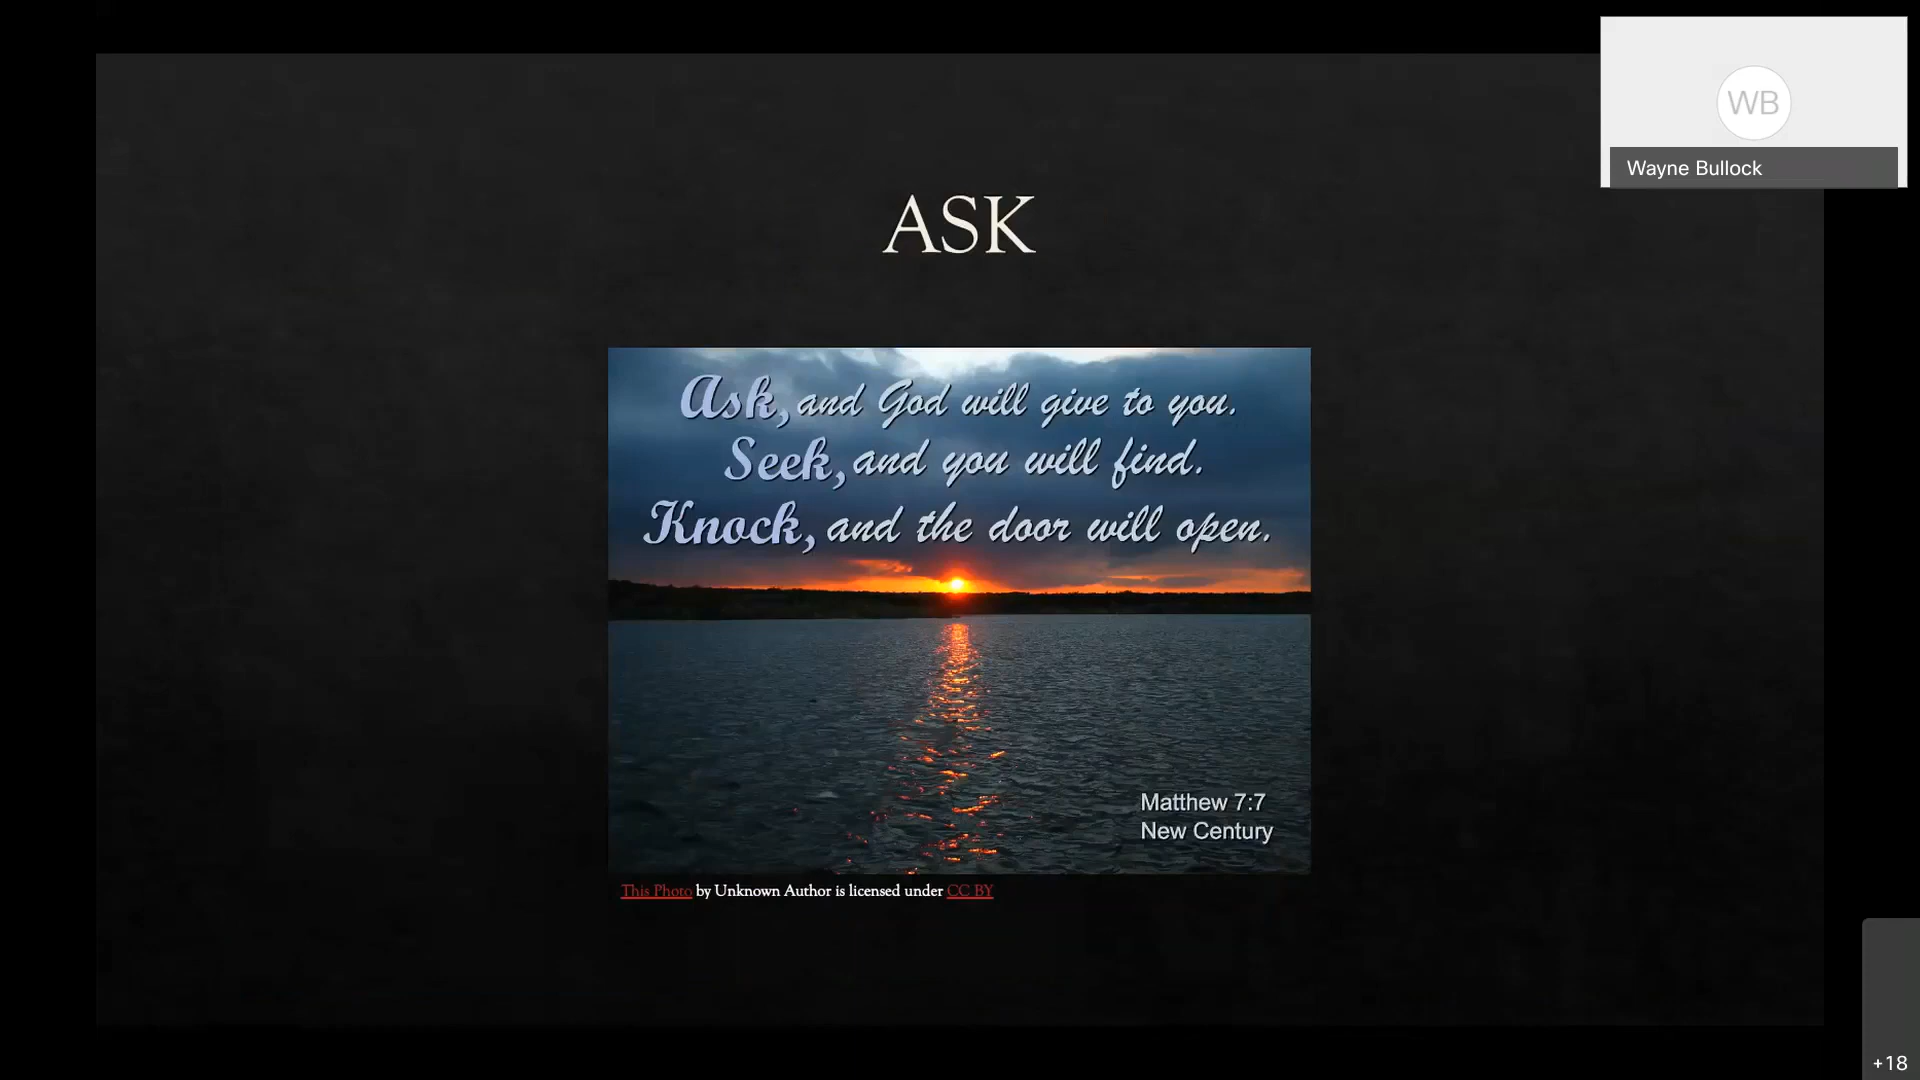 WB
Wayne Bullock
ASK
Ask, and God will give to you.
Seek, and you will find.
Knock, and the door will open.
Matthew 7:7
New Century
This Photo by Unknown Author is licensed under CC BY
+18